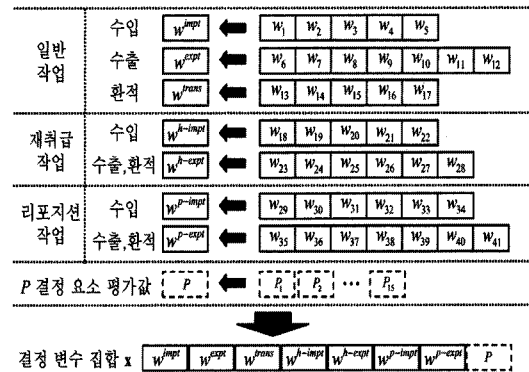 일반 작업
수입 w^impt w1 w2 w3 w4 w5
수출 w^expt w6 w7 w8 w9 w10 w11 w12
환적 w^trans w13 w14 w15 w16 w17
재취급 작업
수입 w^h-impt w18 w19 w20 w21 w22
수출,환적 w^h-expt w23 w24 w25 w26 w27 w28
리포지션 작업
수입 w^p-impt w29 w30 w31 w32 w33 w34
수출,환적 w^p-expt w35 w36 w37 w38 w39 w40 w41
P 결정 요소 평가값 P P1 P2 ... P15
결정 변수 집합 x w^impt w^expt w^trans w^h-impt w^h-expt w^p-impt w^p-expt P